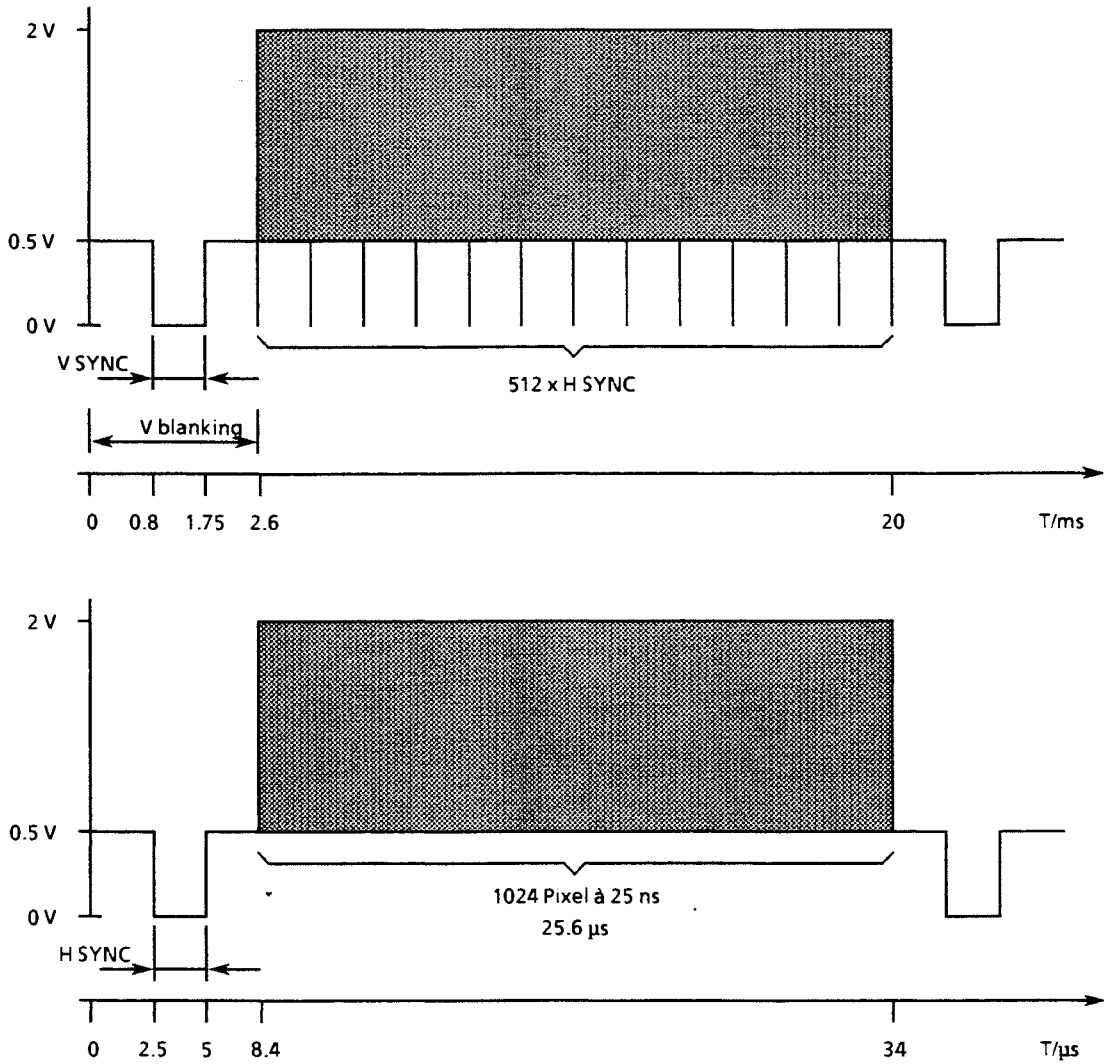 2 V
0.5 V
0 V
V SYNC
512 x H SYNC
V blanking
0 0.8 1.75 2.6 20 T/ms
2 V
0.5 V
1024 Pixel à 25 ns
0 V
25.6 µs
H SYNC
0 2.5 5 8.4 34 T/µs